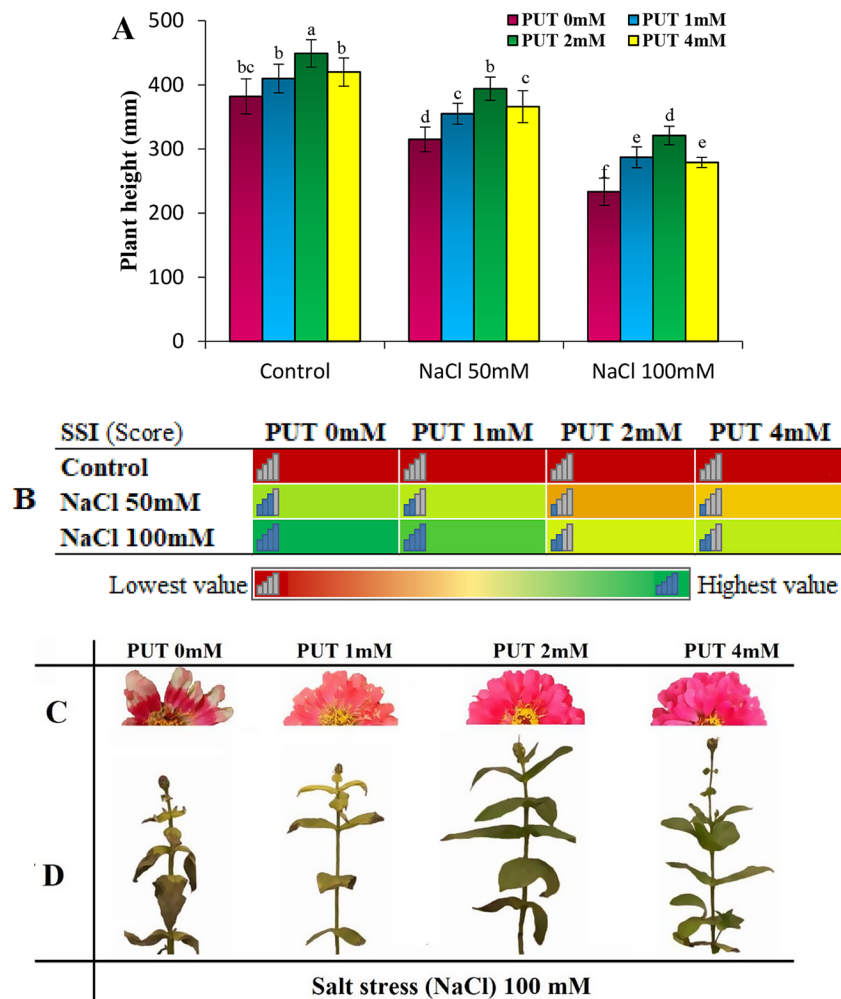 A
PUT 0mM PUT 1mM
PUT 2mM PUT 4mM
Plant height (mm)
500
400
300
200
100
0
bc b a b
d c b c
f e d e
Control NaCl 50mM NaCl 100mM
B
SSI (Score) PUT 0mM PUT 1mM PUT 2mM PUT 4mM
Control
NaCl 50mM
NaCl 100mM
Lowest value Highest value
PUT 0mM PUT 1mM PUT 2mM PUT 4mM
C
D
Salt stress (NaCl) 100 mM